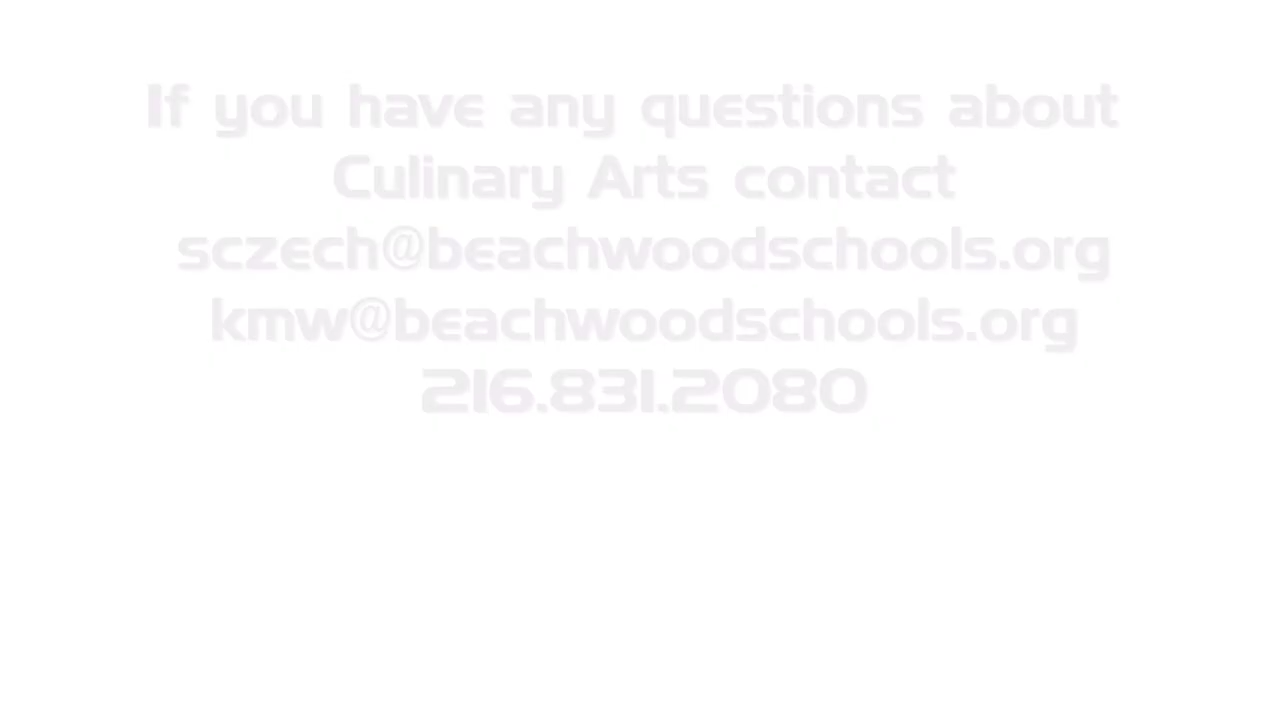 If you have any questions about
Culinary Arts contact
sczech@beachwoodschools.org
kmw@beachwoodschools.org
216.831.2080